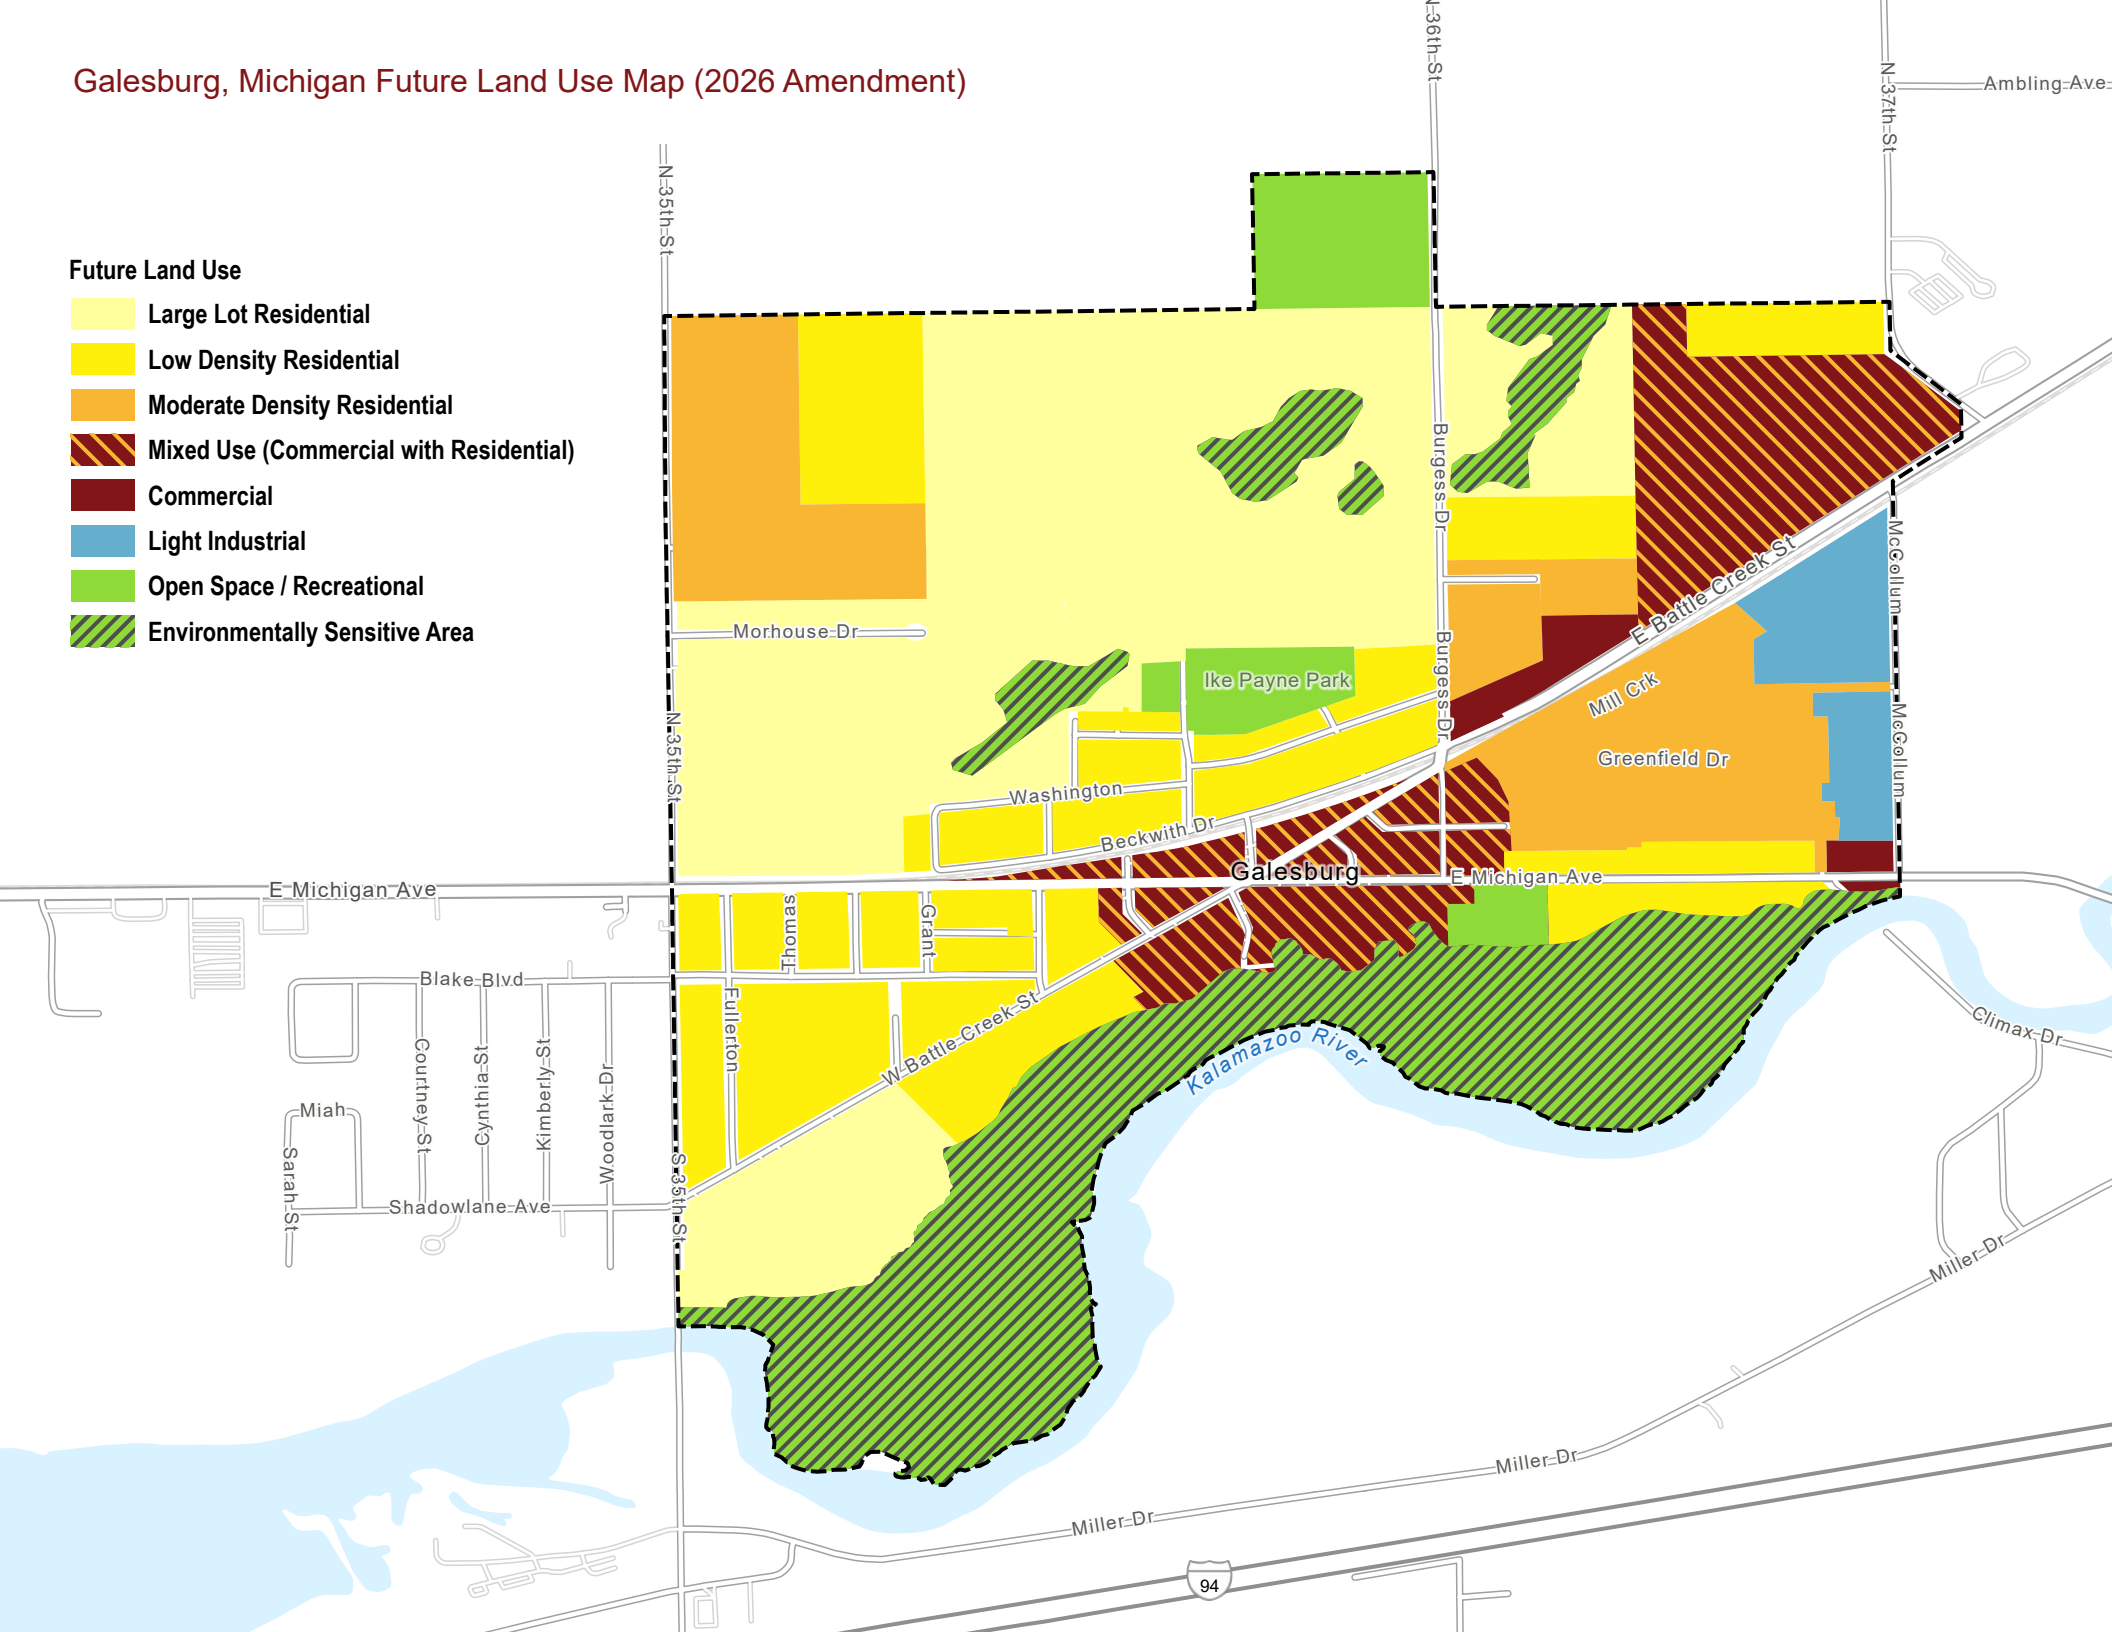 Galesburg, Michigan Future Land Use Map (2026 Amendment)
Future Land Use
Large Lot Residential
Low Density Residential
Moderate Density Residential
Mixed Use (Commercial with Residential)
Commercial
Light Industrial
Open Space / Recreational
Environmentally Sensitive Area
N 36th St
N 37th St
Ambling Ave
N 35th St
Burgess Dr
E Battle Creek St
McCollum
Morhouse Dr
Burgess Dr
Ike Payne Park
Mill Crk
N 35th St
McCollum
Greenfield Dr
Washington
Beckwith Dr
Galesburg
E Michigan Ave
E Michigan Ave
Thomas
Grant
Blake Blvd
Fullerton
W Battle Creek St
Kalamazoo River
Climax Dr
Courtney St
Cynthia St
Kimberly St
Woodlark Dr
Miah
Sarah St
S 35th St
Shadowlane Ave
Miller Dr
Miller Dr
Miller Dr
94